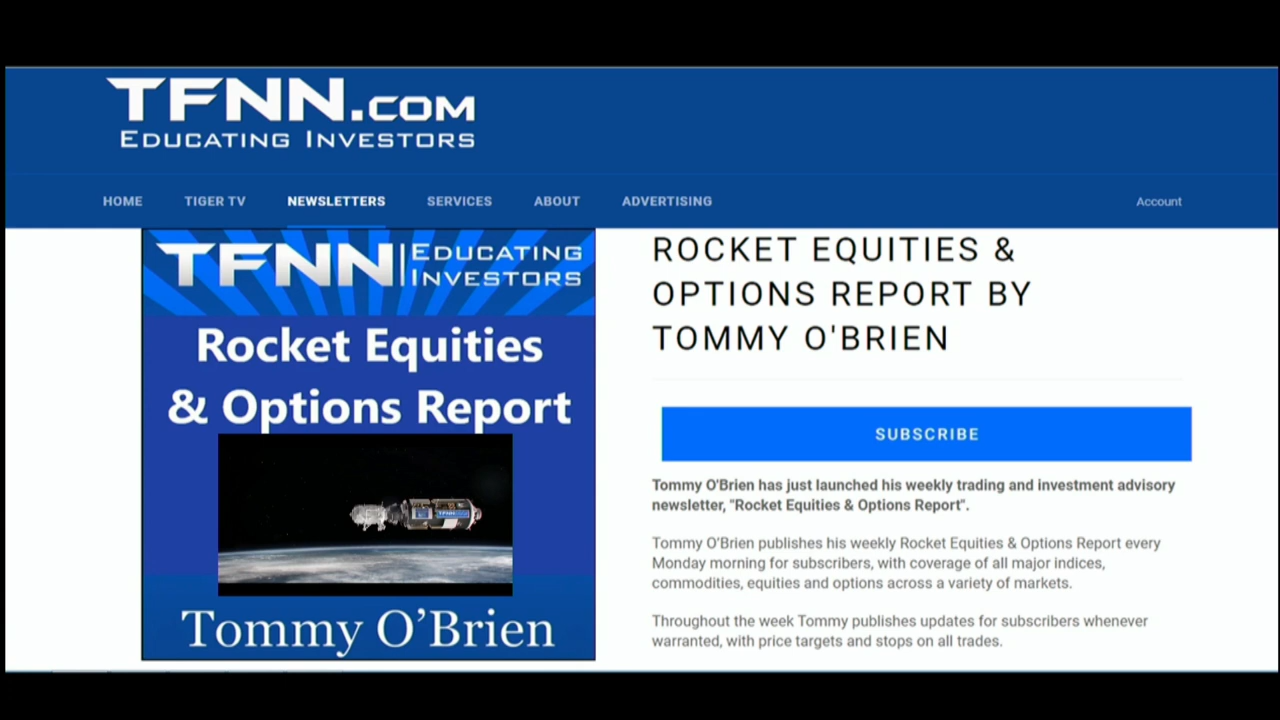 TFNN.COM
EDUCATING INVESTORS
HOME TIGER TV NEWSLETTERS SERVICES ABOUT ADVERTISING Account
TFNN | EDUCATING
INVESTORS
Rocket Equities
& Options Report
TFNN
Tommy O’Brien
ROCKET EQUITIES &
OPTIONS REPORT BY
TOMMY O'BRIEN
SUBSCRIBE
Tommy O'Brien has just launched his weekly trading and investment advisory
newsletter, "Rocket Equities & Options Report".
Tommy O'Brien publishes his weekly Rocket Equities & Options Report every
Monday morning for subscribers, with coverage of all major indices,
commodities, equities and options across a variety of markets.
Throughout the week Tommy publishes updates for subscribers whenever
warranted, with price targets and stops on all trades.